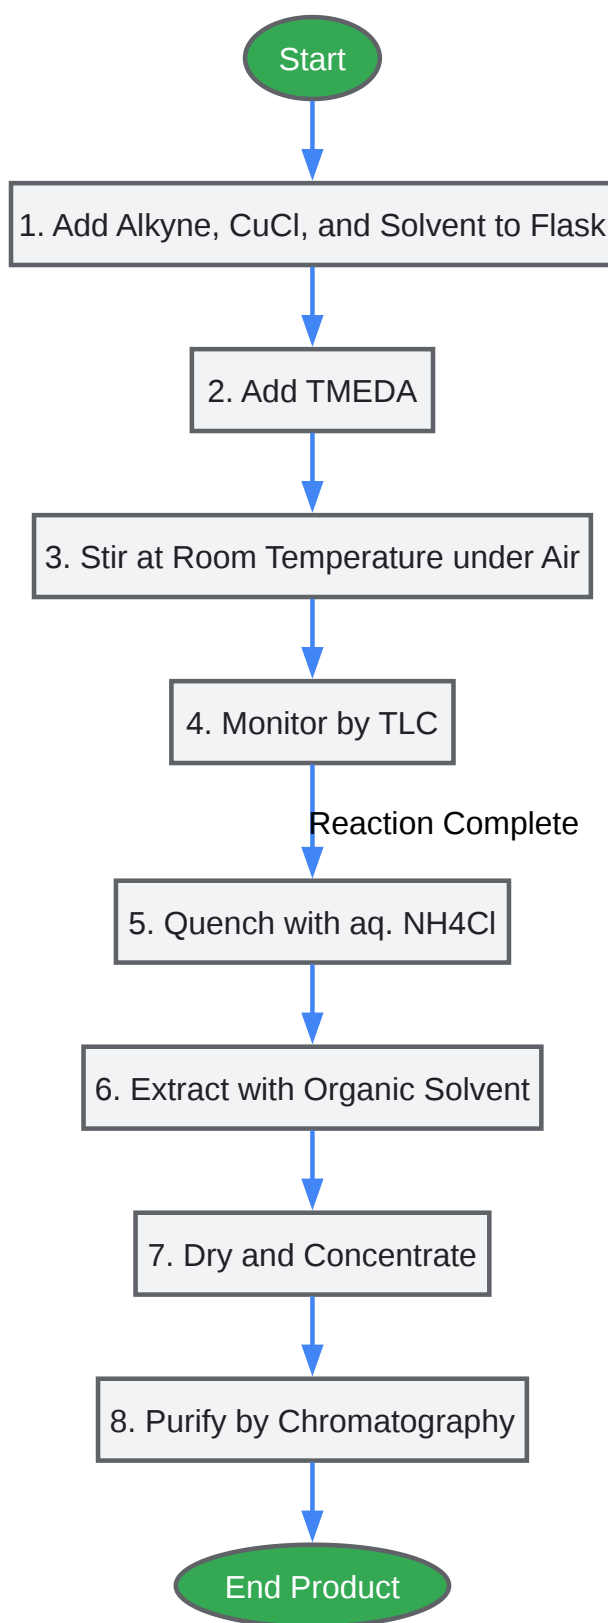 Start
1. Add Alkyne, CuCl, and Solvent to Flask
2. Add TMEDA
3. Stir at Room Temperature under Air
4. Monitor by TLC
Reaction Complete
5. Quench with aq. NH4Cl
6. Extract with Organic Solvent
7. Dry and Concentrate
8. Purify by Chromatography
End Product